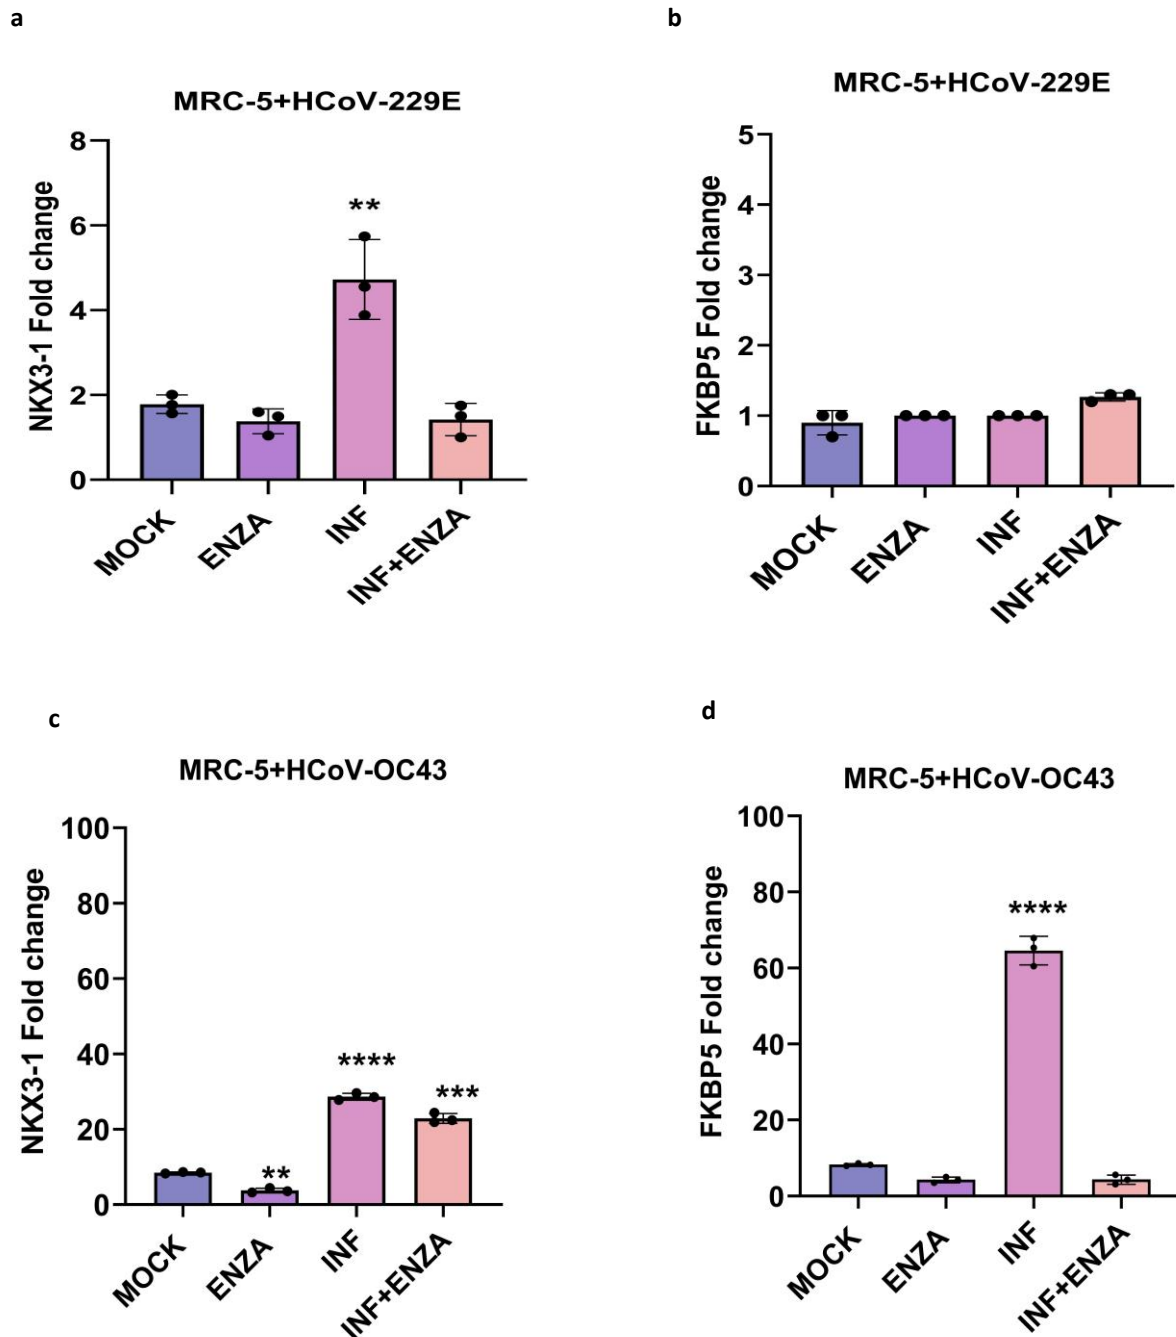 a
MRC-5+HCoV-229E
NKX3-1 Fold change
8
6
4
2
0
**
MOCK
ENZA
INF
INF+ENZA
b
MRC-5+HCoV-229E
FKBP5 Fold change
5
4
3
2
1
0
MOCK
ENZA
INF
INF+ENZA
c
MRC-5+HCoV-OC43
NKX3-1 Fold change
100
80
60
40
20
0
**
****
***
MOCK
ENZA
INF
INF+ENZA
d
MRC-5+HCoV-OC43
FKBP5 Fold change
100
80
60
40
20
0
****
MOCK
ENZA
INF
INF+ENZA